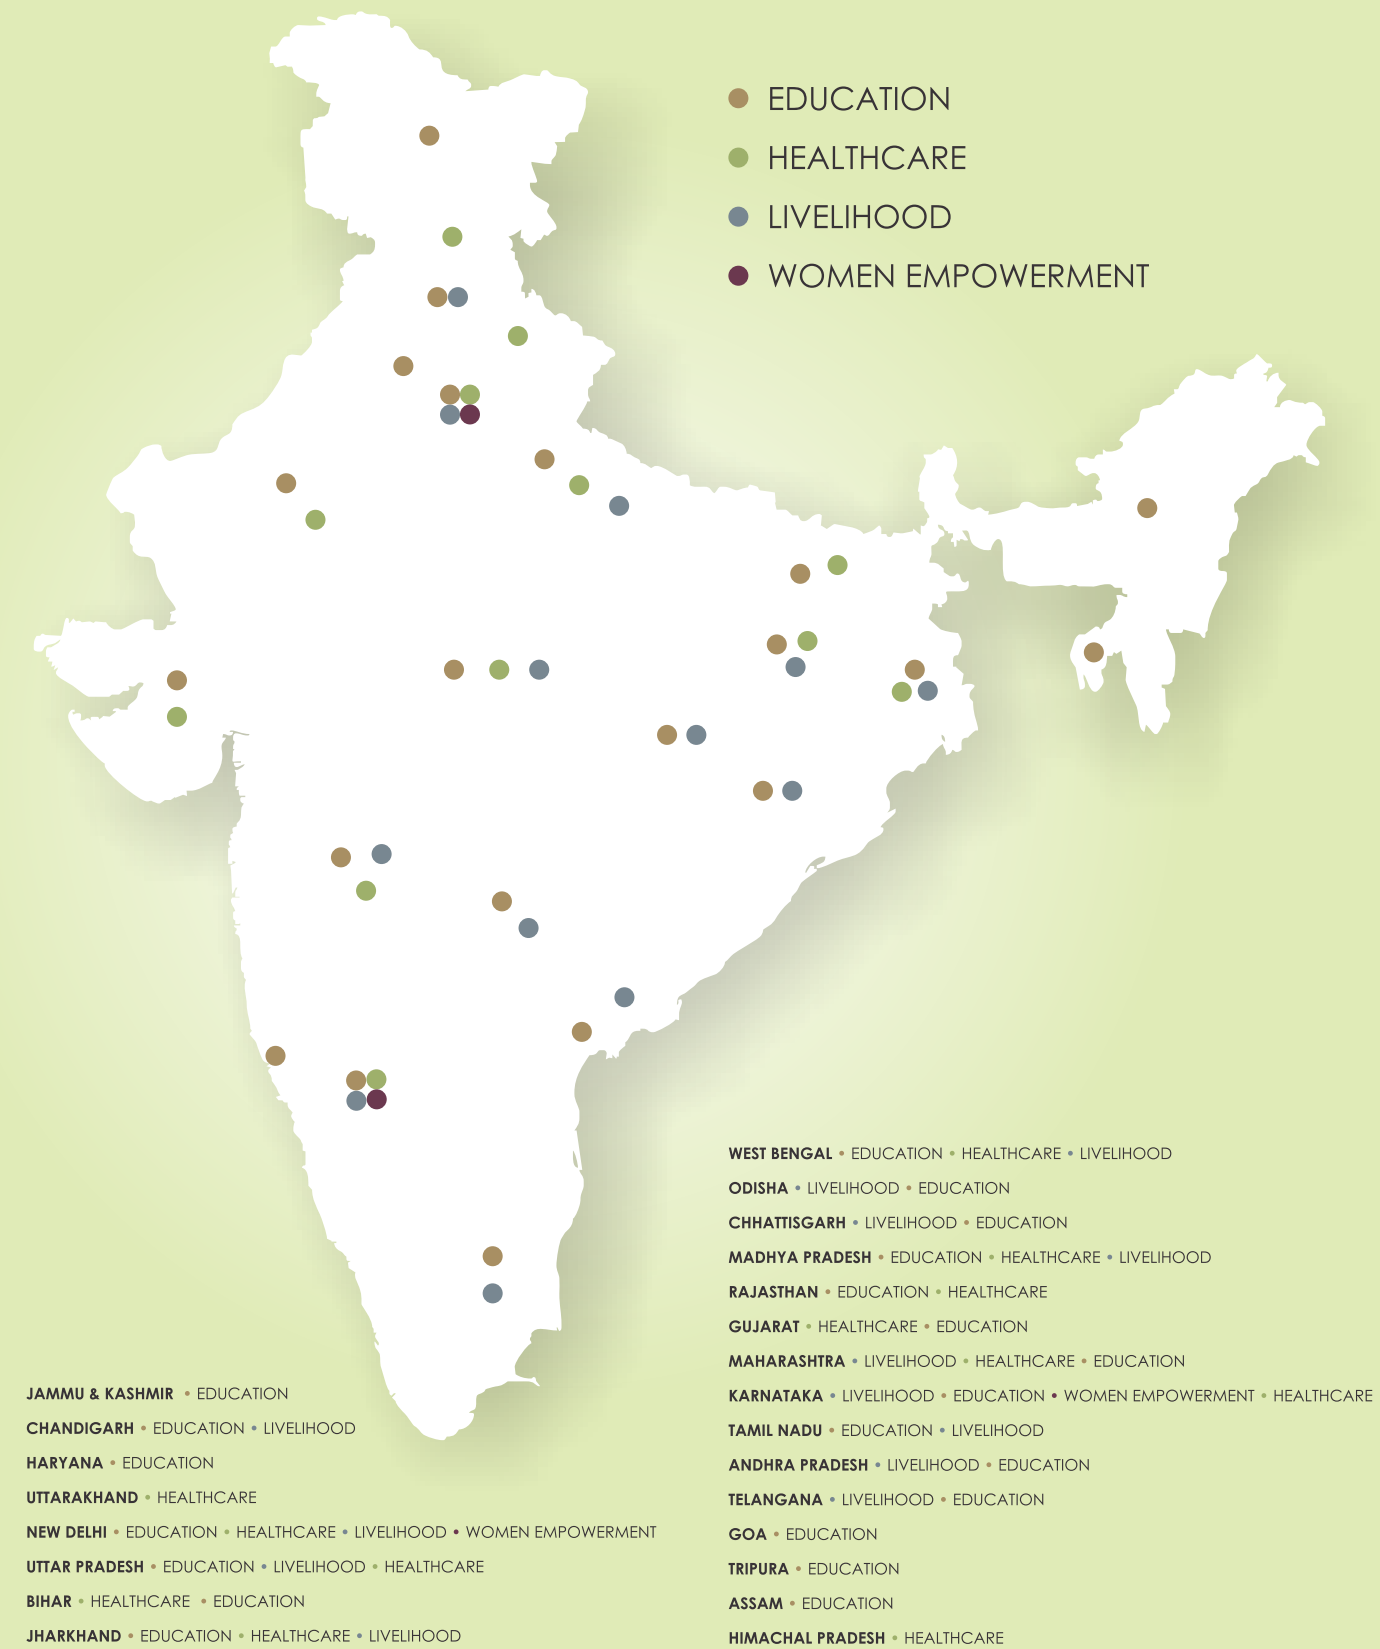 • EDUCATION
• HEALTHCARE
• LIVELIHOOD
• WOMEN EMPOWERMENT
JAMMU & KASHMIR • EDUCATION
CHANDIGARH • EDUCATION • LIVELIHOOD
HARYANA • EDUCATION
UTTARAKHAND • HEALTHCARE
NEW DELHI • EDUCATION • HEALTHCARE • LIVELIHOOD • WOMEN EMPOWERMENT
UTTAR PRADESH • EDUCATION • LIVELIHOOD • HEALTHCARE
BIHAR • HEALTHCARE • EDUCATION
JHARKHAND • EDUCATION • HEALTHCARE • LIVELIHOOD
WEST BENGAL • EDUCATION • HEALTHCARE • LIVELIHOOD
ODISHA • LIVELIHOOD • EDUCATION
CHHATTISGARH • LIVELIHOOD • EDUCATION
MADHYA PRADESH • EDUCATION • HEALTHCARE • LIVELIHOOD
RAJASTHAN • EDUCATION • HEALTHCARE
GUJARAT • HEALTHCARE • EDUCATION
MAHARASHTRA • LIVELIHOOD • HEALTHCARE • EDUCATION
KARNATAKA • LIVELIHOOD • EDUCATION • WOMEN EMPOWERMENT • HEALTHCARE
TAMIL NADU • EDUCATION • LIVELIHOOD
ANDHRA PRADESH • LIVELIHOOD • EDUCATION
TELANGANA • LIVELIHOOD • EDUCATION
GOA • EDUCATION
TRIPURA • EDUCATION
ASSAM • EDUCATION
HIMACHAL PRADESH • HEALTHCARE